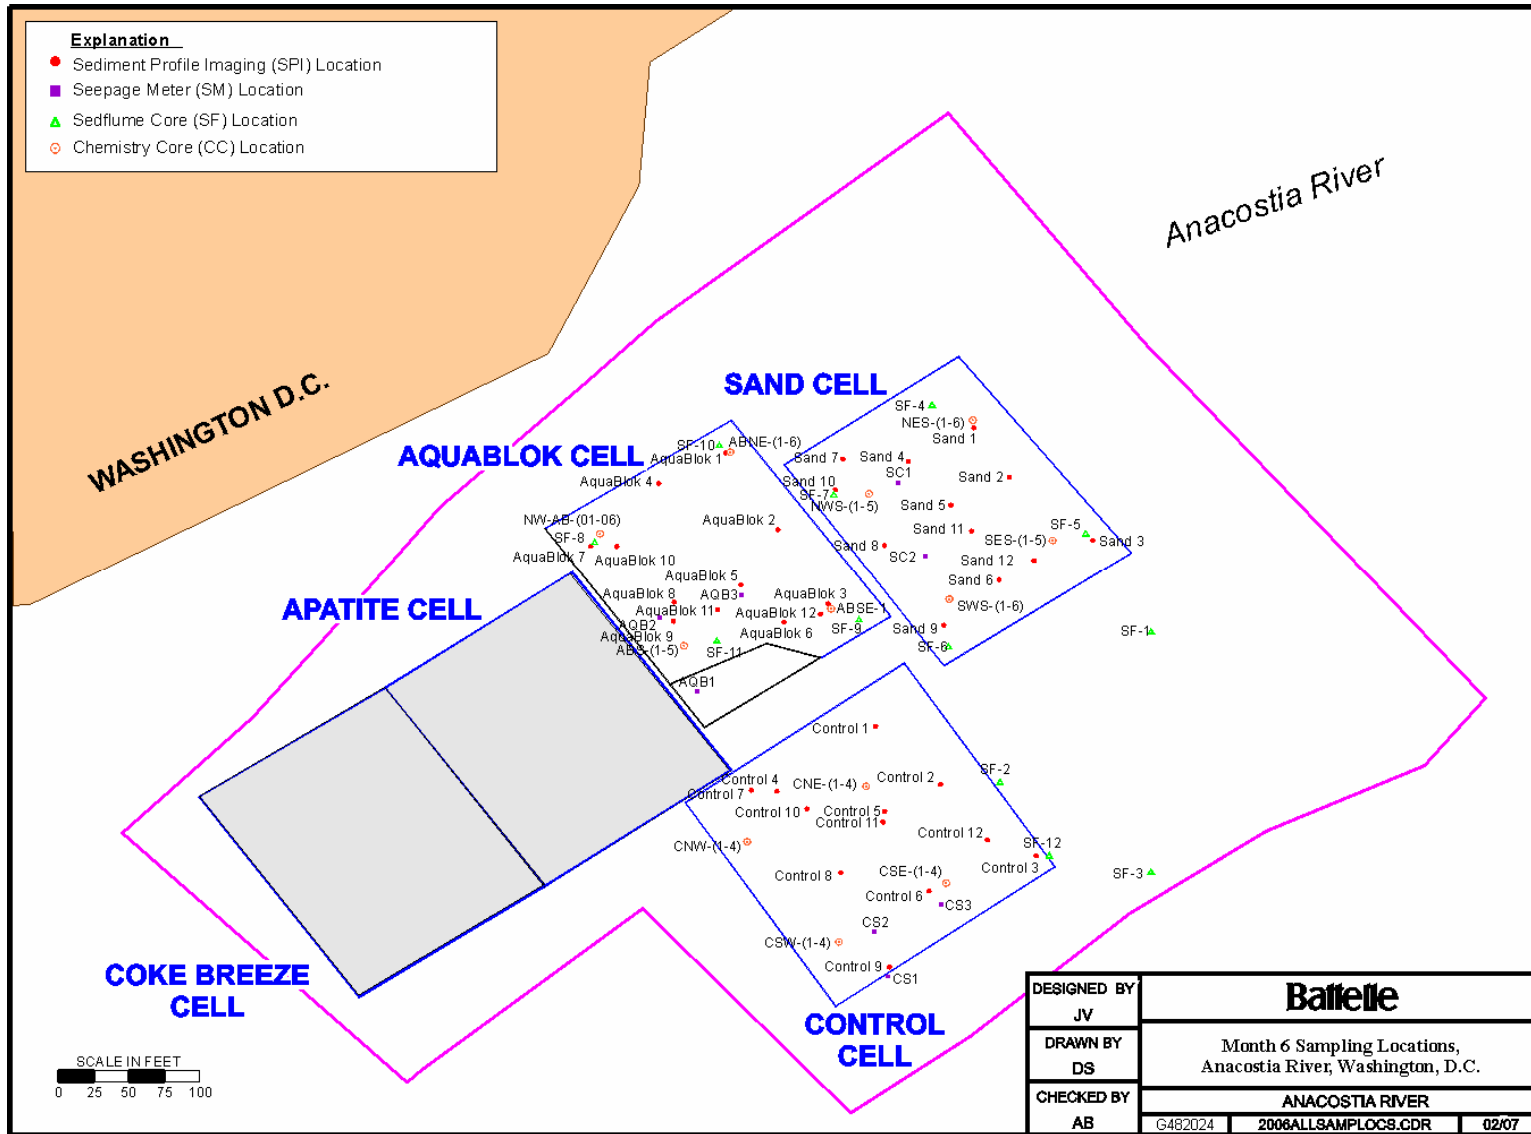 Explanation
Sediment Profile Imaging (SPI) Location
Seepage Meter (SM) Location
Sedflume Core (SF) Location
Chemistry Core (CC) Location
Anacostia River
WASHINGTON D.C.
SAND CELL
AQUABLOK CELL
APATITE CELL
COKE BREEZE
CELL
CONTROL
CELL
SF-4
NES-(1-6)
Sand 1
Sand 7
Sand 4
SC1
Sand 2
Sand 10
SF-7
NWS-(1-5)
Sand 5
Sand 11
SF-5
SES-(1-5)
Sand 3
Sand 8
SC2
Sand 12
Sand 6
SWS-(1-6)
Sand 9
SF-6
SF-1
SF-10
ABNE-(1-6)
AquaBlok 1
AquaBlok 4
NW-AB-(01-06)
SF-8
AquaBlok 7
AquaBlok 10
AquaBlok 2
AquaBlok 5
AquaBlok 8
AQB3
AquaBlok 3
AquaBlok 11
AquaBlok 12
ABSE-1
AQB2
AquaBlok 9
AquaBlok 6
SF-9
ABS-(1-5)
SF-11
AQB1
Control 1
Control 4
Control 7
CNE-(1-4)
Control 2
SF-2
Control 10
Control 5
Control 11
Control 12
CNW-(1-4)
SF-12
Control 3
Control 8
CSE-(1-4)
Control 6
CS3
SF-3
CS2
CSW-(1-4)
Control 9
CS1
SCALE IN FEET
0 25 50 75 100
DESIGNED BY
JV
DRAWN BY
DS
CHECKED BY
AB
Battelle
Month 6 Sampling Locations,
Anacostia River, Washington, D.C.
ANACOSTIA RIVER
G482024 2006ALLSAMPLOCS.CDR 02/07